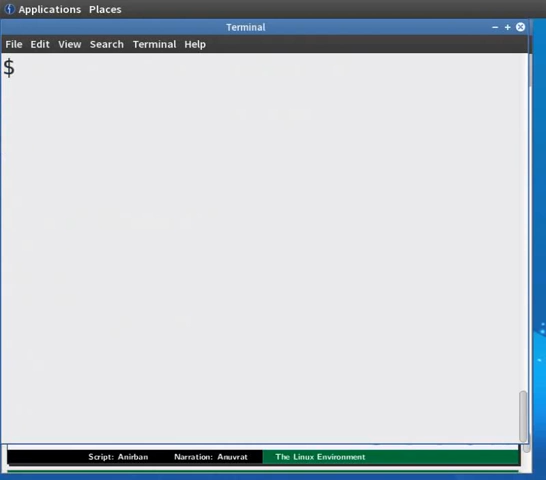 Applications Places
Terminal
File Edit View Search Terminal Help
$
Script: Anirban Narration: Anuvrat The Linux Environment